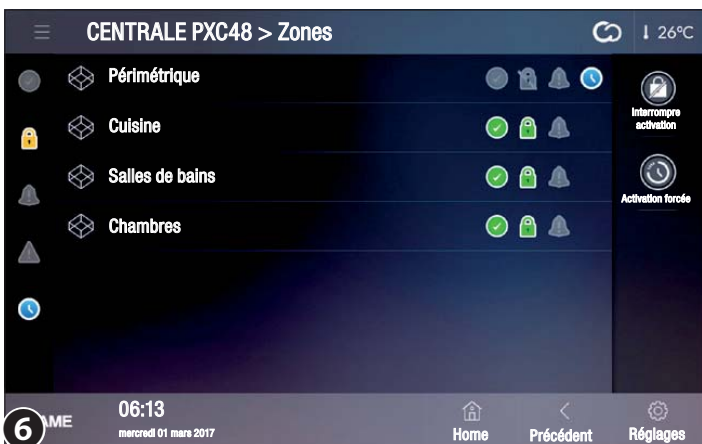 CENTRALE PXC48 > Zones
26°C
Périmétrique
Cuisine
Salles de bains
Chambres
Interrompre
activation
Activation forcée
06:13
mercredi 01 mars 2017
Home
Précédent
Réglages
6
AME